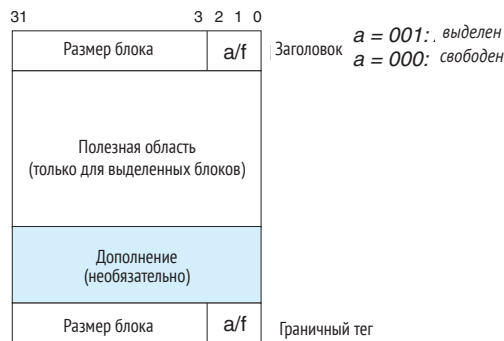 31 3 2 1 0
Размер блока a/f Заголовок a = 001: . выделен
a = 000: свободен
Полезная область
(только для выделенных блоков)
Дополнение
(необязательно)
Размер блока a/f Граничный тег